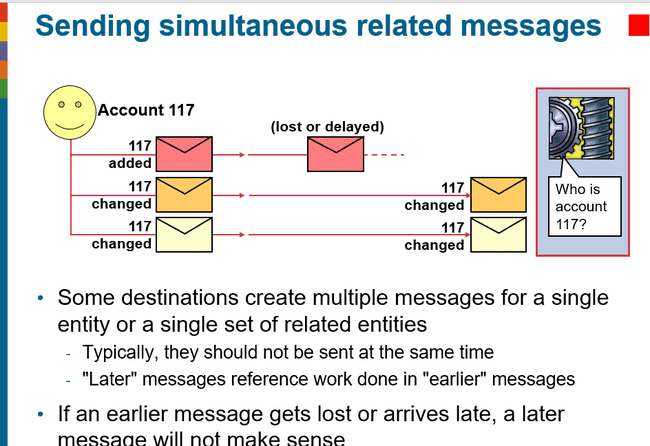 Sending simultaneous related messages
Account 117
(lost or delayed)
117
added
117
changed
117
changed
117
changed
117
changed
Who is
account
117?
• Some destinations create multiple messages for a single
entity or a single set of related entities
- Typically, they should not be sent at the same time
- "Later" messages reference work done in "earlier" messages
• If an earlier message gets lost or arrives late, a later
message will not make sense